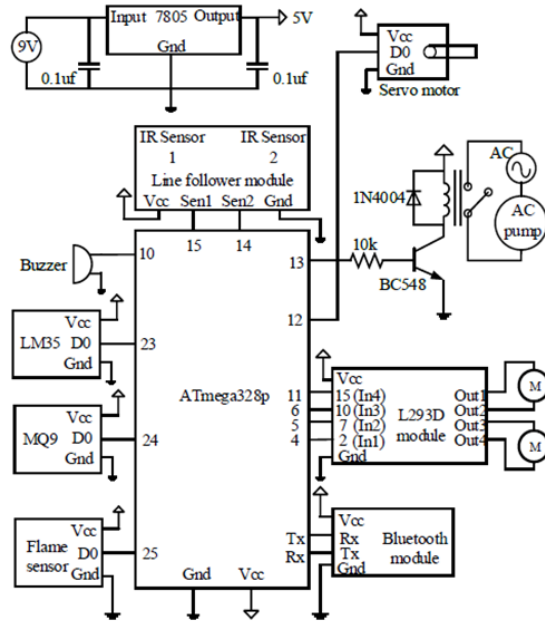 Input 7805 Output
5V
9V
Gnd
0.1uf
0.1uf
Vcc
D0
Gnd
Servo motor
IR Sensor
1
IR Sensor
2
Line follower module
Vcc Sen1 Sen2 Gnd
15 14
AC
AC
pump
1N4004
10k
BC548
Buzzer
10
13
12
LM35
Vcc
D0
Gnd
23
ATmega328p
MQ9
Vcc
D0
Gnd
24
11
6
5
4
Vcc
15 (In4)
10 (In3)
7 (In2)
2 (In1)
Gnd
L293D
module
Out1
Out2
Out3
Out4
M
M
Flame
sensor
Vcc
D0
Gnd
25
Tx
Rx
Vcc
Rx
Tx
Gnd
Bluetooth
module
Gnd Vcc